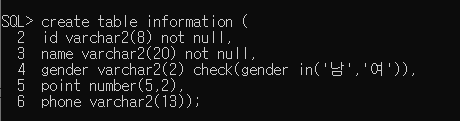 SQL> create table information (
2 id varchar2(8) not null,
3 name varchar2(20) not null,
4 gender varchar2(2) check(gender in('남','여')),
5 point number(5,2),
6 phone varchar2(13));